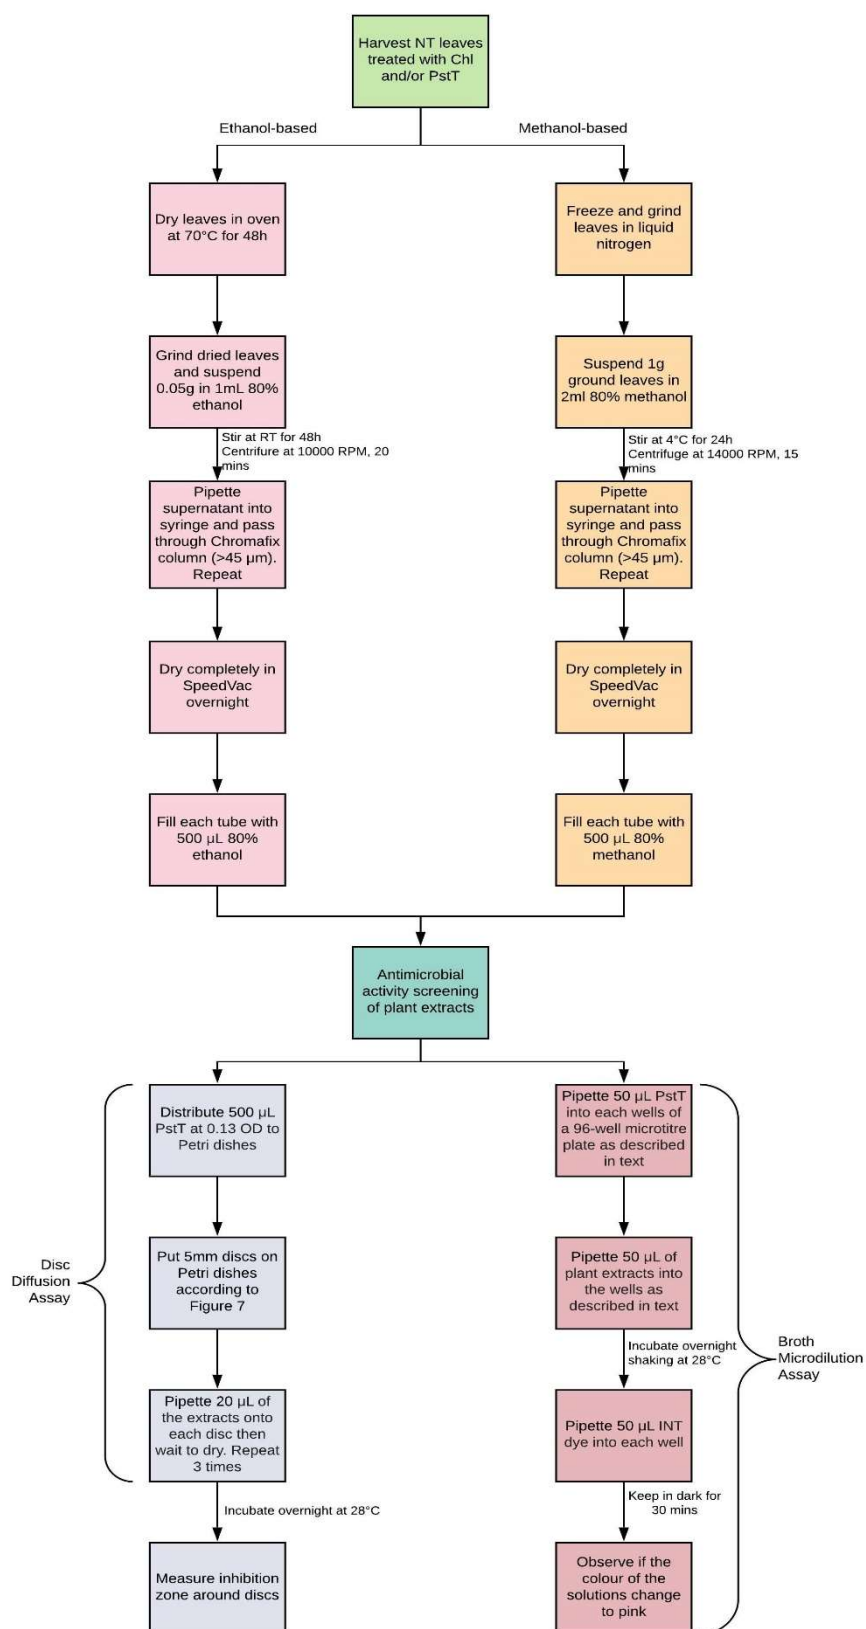 Harvest NT leaves
treated with Chl
and/or PstT
Ethanol-based
Methanol-based
Dry leaves in oven
at 70°C for 48h
Freeze and grind
leaves in liquid
nitrogen
Grind dried leaves
and suspend
0.05g in 1mL 80%
ethanol
Suspend 1g
ground leaves in
2ml 80% methanol
Stir at RT for 48h
Centrifure at 10000 RPM, 20
mins
Stir at 4°C for 24h
Centrifuge at 14000 RPM, 15
mins
Pipette
supernatant into
syringe and pass
through Chromafix
column (>45 μm).
Repeat
Pipette
supernatant into
syringe and pass
through Chromafix
column (>45 μm).
Repeat
Dry completely in
SpeedVac
overnight
Dry completely in
SpeedVac
overnight
Fill each tube with
500 μL 80%
ethanol
Fill each tube with
500 μL 80%
methanol
Antimicrobial
activity screening
of plant extracts
Distribute 500 μL
PstT at 0.13 OD to
Petri dishes
Pipette 50 μL PstT
into each wells of
a 96-well microtitre
plate as described
in text
Disc
Diffusion
Assay
Put 5mm discs on
Petri dishes
according to
Figure 7
Pipette 50 μL of
plant extracts into
the wells as
described in text
Incubate overnight
shaking at 28°C
Broth
Microdilution
Assay
Pipette 20 μL of
the extracts onto
each disc then
wait to dry. Repeat
3 times
Pipette 50 μL INT
dye into each well
Incubate overnight at 28°C
Keep in dark for
30 mins
Measure inhibition
zone around discs
Observe if the
colour of the
solutions change
to pink